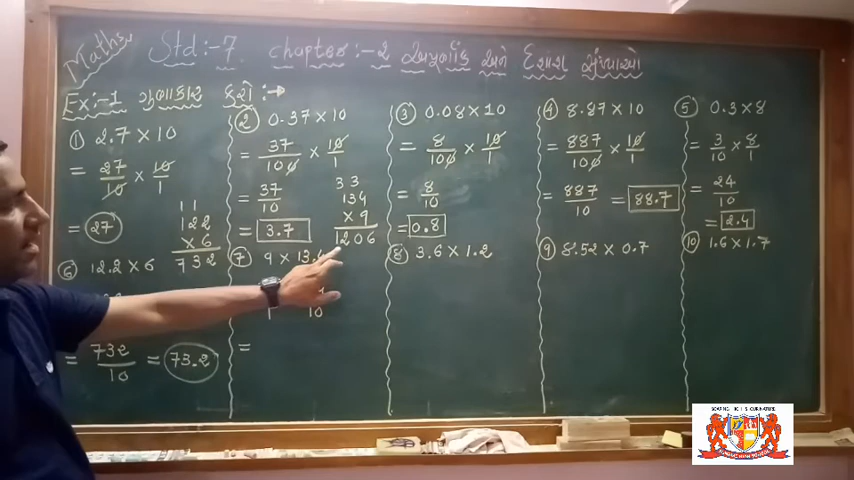 Maths
Std:-7 chapter:-2 અપૂર્ણાંક અને દશાંશ સંખ્યાઓ
Ex:-1 ગુણાકાર કરો :→
① 2.7 × 10
= 27/10 × 10/1
= 27
② 0.37 × 10
= 37/100 × 10/1
= 37/10
= 3.7
③ 0.08 × 10
= 8/100 × 10/1
= 8/10
= 0.8
④ 8.87 × 10
= 887/100 × 10/1
= 887/10 = 88.7
⑤ 0.3 × 8
= 3/10 × 8/1
= 24/10
= 2.4
⑥ 12.2 × 6
= 732/10 = 73.2
11
122
× 6
732
⑦ 9 × 13.
1 10
=
33
134
× 9
1206
⑧ 3.6 × 1.2
⑨ 8.52 × 0.7
⑩ 1.6 × 1.7